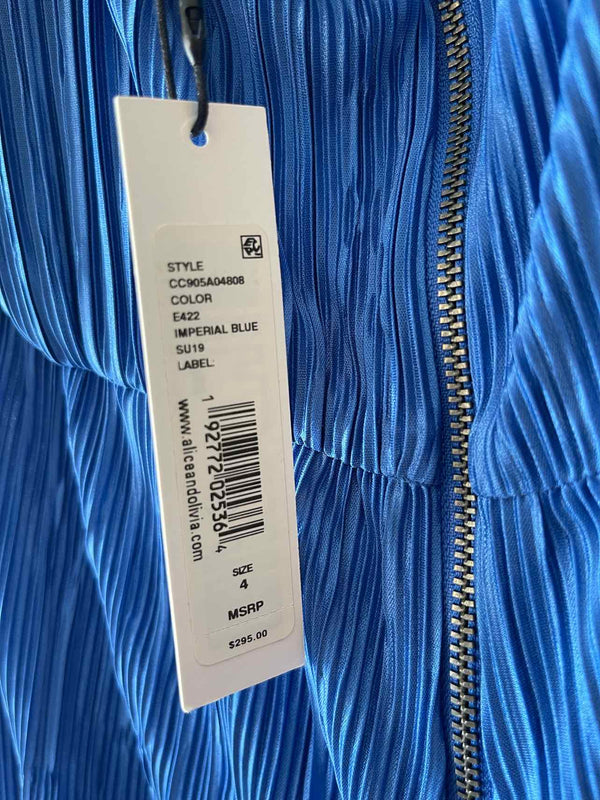 STYLE
CC905A04808
COLOR
E422
IMPERIAL BLUE
SU19
LABEL:
www.aliceandolivia.com
1 92772 02536 4
SIZE
4
MSRP
$295.00